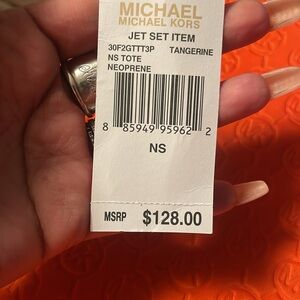 MICHAEL
MICHAEL KORS
JET SET ITEM
30F2GTTT3P TANGERINE
NS TOTE
NEOPRENE
8 85949 95962 2
NS
MSRP $128.00